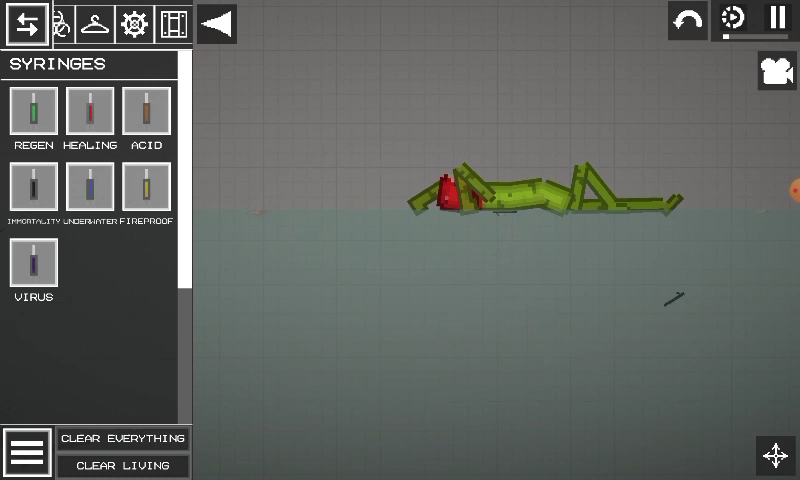 SYRINGES
REGEN HEALING ACID
IMMORTALITY UNDERWATER FIREPROOF
VIRUS
CLEAR EVERYTHING
CLEAR LIVING